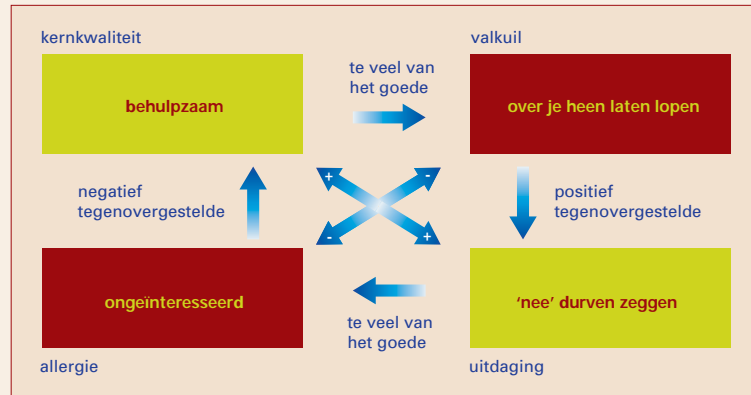 kernkwaliteit
valkuil
behulpzaam
te veel van
het goede
over je heen laten lopen
negatief
tegenovergestelde
+
-
-
+
positief
tegenovergestelde
ongeïnteresseerd
te veel van
het goede
'nee' durven zeggen
allergie
uitdaging